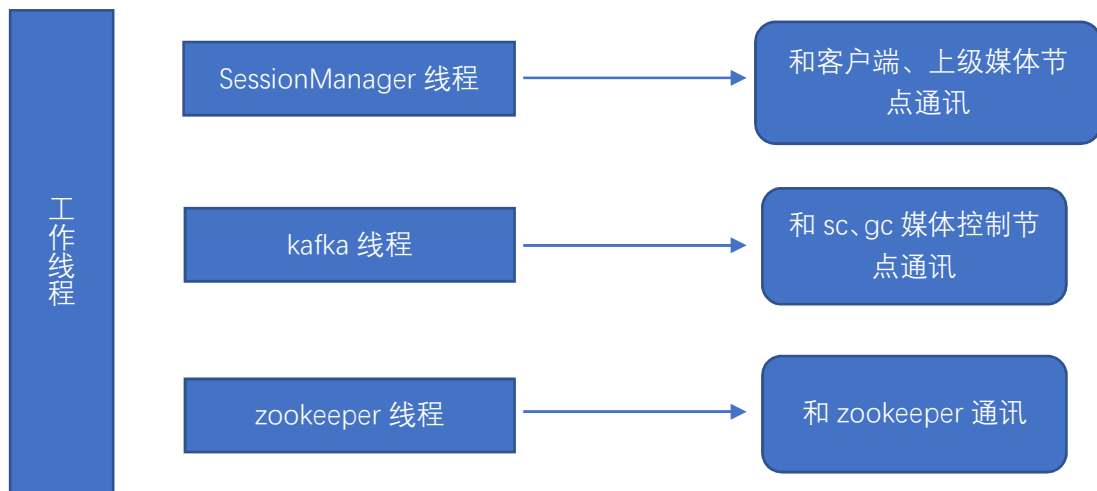 工作线程
SessionManager 线程
和客户端、上级媒体节
点通讯
kafka 线程
和 sc、gc 媒体控制节
点通讯
zookeeper 线程
和 zookeeper 通讯